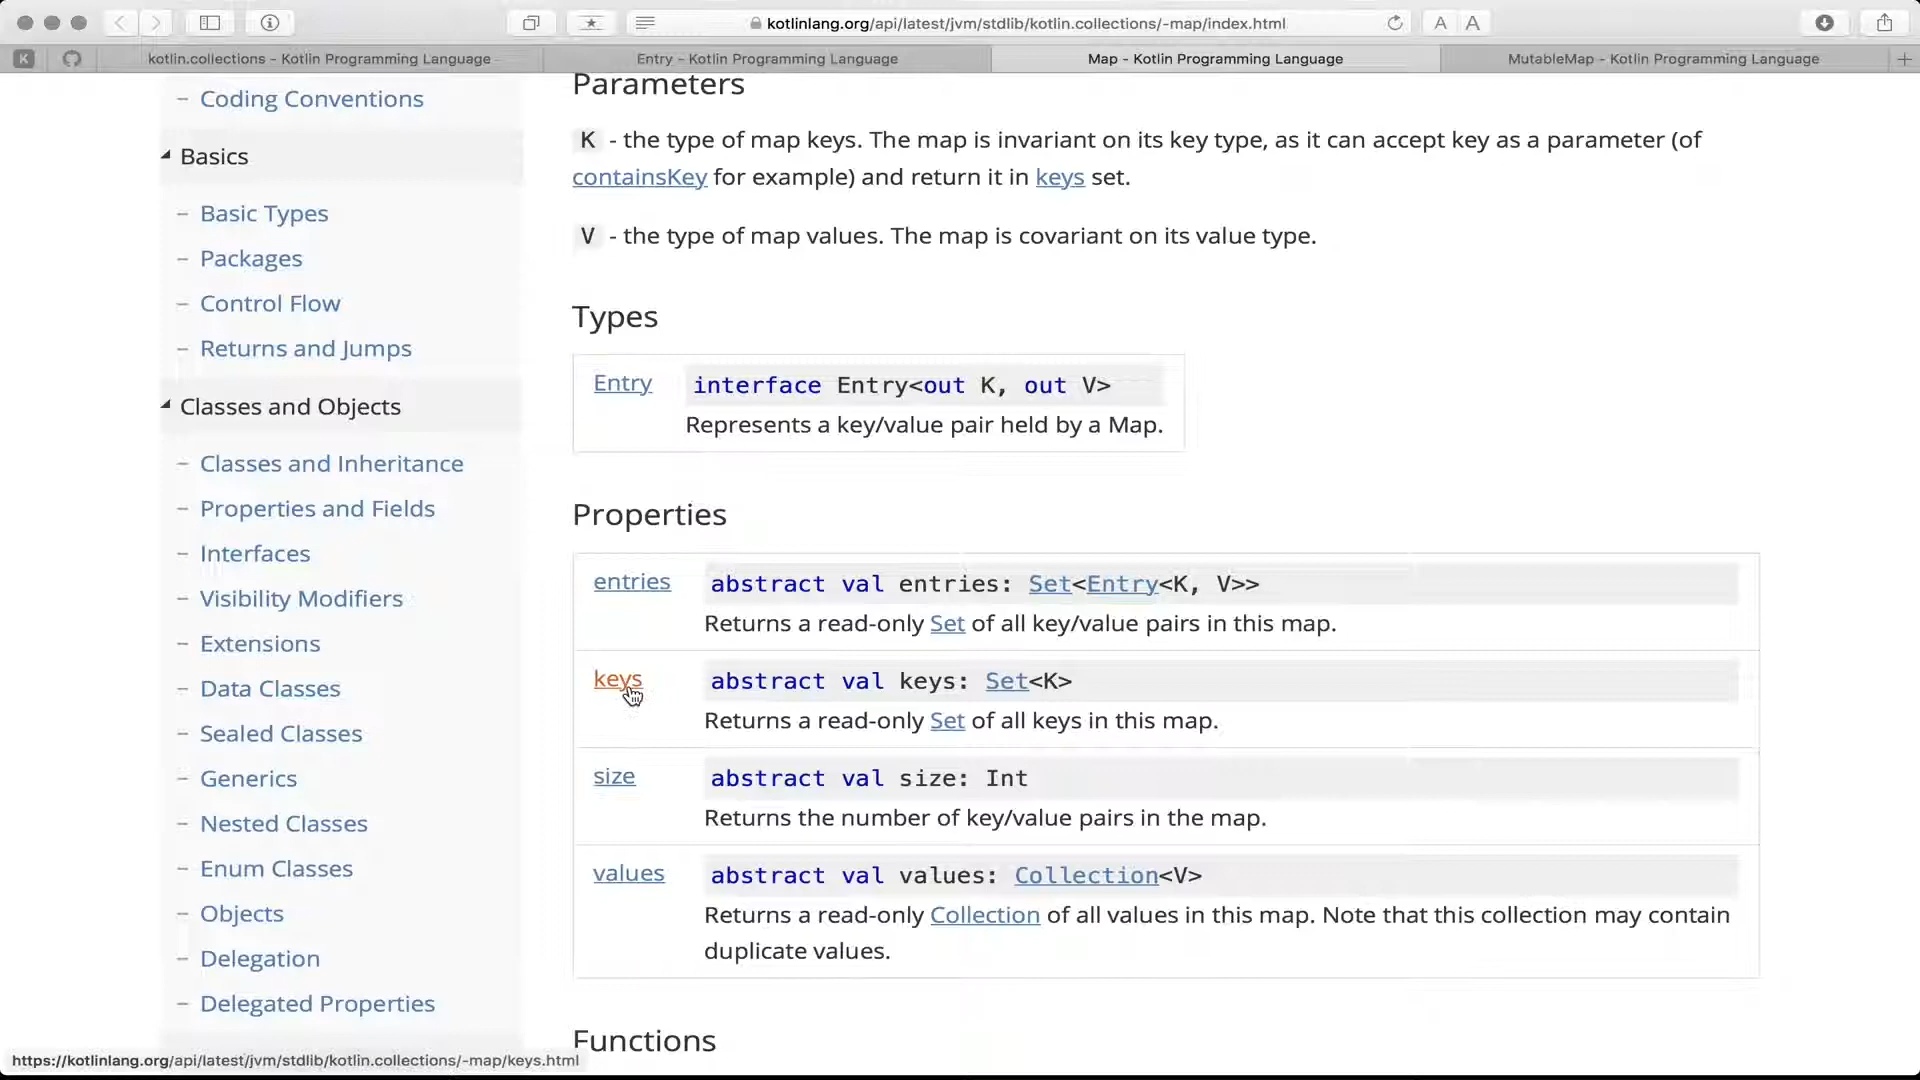 kotlinlang.org/api/latest/jvm/stdlib/kotlin.collections/-map/index.html
A A
K
kotlin.collections - Kotlin Programming Language
Entry - Kotlin Programming Language
Map - Kotlin Programming Language
MutableMap - Kotlin Programming Language
– Coding Conventions
Basics
– Basic Types
– Packages
– Control Flow
– Returns and Jumps
Classes and Objects
– Classes and Inheritance
– Properties and Fields
– Interfaces
– Visibility Modifiers
– Extensions
– Data Classes
– Sealed Classes
– Generics
– Nested Classes
– Enum Classes
– Objects
– Delegation
– Delegated Properties
Parameters
K - the type of map keys. The map is invariant on its key type, as it can accept key as a parameter (of
containsKey for example) and return it in keys set.
V - the type of map values. The map is covariant on its value type.
Types
Entry interface Entry<out K, out V>
Represents a key/value pair held by a Map.
Properties
entries abstract val entries: Set<Entry<K, V>>
Returns a read-only Set of all key/value pairs in this map.
keys abstract val keys: Set<K>
Returns a read-only Set of all keys in this map.
size abstract val size: Int
Returns the number of key/value pairs in the map.
values abstract val values: Collection<V>
Returns a read-only Collection of all values in this map. Note that this collection may contain
duplicate values.
Functions
https://kotlinlang.org/api/latest/jvm/stdlib/kotlin.collections/-map/keys.html